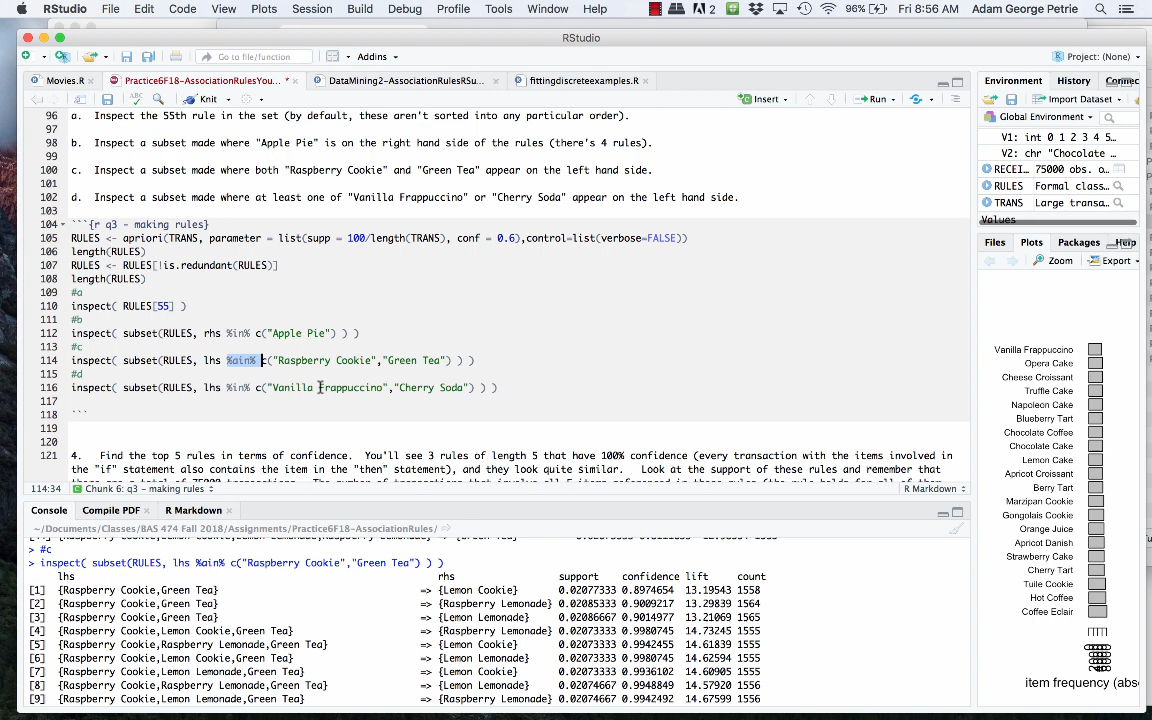 RStudio File Edit Code View Plots Session Build Debug Profile Tools Window Help 2 96% Fri 8:56 AM Adam George Petrie
RStudio
Go to file/function Addins Project: (None)
Movies.R Practice6F18-AssociationRulesYou... * DataMining2-AssociationRulesRSu... fittingdiscreteexamples.R
ABC Knit Insert Run
96 a. Inspect the 55th rule in the set (by default, these aren't sorted into any particular order).
97
98 b. Inspect a subset made where "Apple Pie" is on the right hand side of the rules (there's 4 rules).
99
100 c. Inspect a subset made where both "Raspberry Cookie" and "Green Tea" appear on the left hand side.
101
102 d. Inspect a subset made where at least one of "Vanilla Frappuccino" or "Cherry Soda" appear on the left hand side.
103
104 ```{r q3 - making rules}
105 RULES <- apriori(TRANS, parameter = list(supp = 100/length(TRANS), conf = 0.6),control=list(verbose=FALSE))
106 length(RULES)
107 RULES <- RULES[!is.redundant(RULES)]
108 length(RULES)
109 #a
110 inspect( RULES[55] )
111 #b
112 inspect( subset(RULES, rhs %in% c("Apple Pie") ) )
113 #c
114 inspect( subset(RULES, lhs %ain% c("Raspberry Cookie","Green Tea") ) )
115 #d
116 inspect( subset(RULES, lhs %in% c("Vanilla Frappuccino","Cherry Soda") ) )
117
118 ```
119
120
121 4. Find the top 5 rules in terms of confidence. You'll see 3 rules of length 5 that have 100% confidence (every transaction with the items involved in
the "if" statement also contains the item in the "then" statement), and they look quite similar. Look at the support of these rules and remember that
114:34 Chunk 6: q3 - making rules R Markdown
Console Compile PDF R Markdown
~/Documents/Classes/BAS 474 Fall 2018/Assignments/Practice6F18-AssociationRules/
> #c
> inspect( subset(RULES, lhs %ain% c("Raspberry Cookie","Green Tea") ) )
lhs rhs support confidence lift count
[1] {Raspberry Cookie,Green Tea} => {Lemon Cookie} 0.02077333 0.8974654 13.19543 1558
[2] {Raspberry Cookie,Green Tea} => {Raspberry Lemonade} 0.02085333 0.9009217 13.29839 1564
[3] {Raspberry Cookie,Green Tea} => {Lemon Lemonade} 0.02086667 0.9014977 13.21069 1565
[4] {Raspberry Cookie,Lemon Cookie,Green Tea} => {Raspberry Lemonade} 0.02073333 0.9980745 14.73245 1555
[5] {Raspberry Cookie,Raspberry Lemonade,Green Tea} => {Lemon Cookie} 0.02073333 0.9942455 14.61839 1555
[6] {Raspberry Cookie,Lemon Cookie,Green Tea} => {Lemon Lemonade} 0.02073333 0.9980745 14.62594 1555
[7] {Raspberry Cookie,Lemon Lemonade,Green Tea} => {Lemon Cookie} 0.02073333 0.9936102 14.60905 1555
[8] {Raspberry Cookie,Raspberry Lemonade,Green Tea} => {Lemon Lemonade} 0.02074667 0.9948849 14.57920 1556
[9] {Raspberry Cookie,Lemon Lemonade,Green Tea} => {Raspberry Lemonade} 0.02074667 0.9942492 14.67599 1556
Environment History Connec
Import Dataset
Global Environment
V1: int 0 1 2 3 4 5...
V2: chr "Chocolate ...
RECEI... 75000 obs. o...
RULES Formal class...
TRANS Large transa...
Values
Files Plots Packages Help
Zoom Export
Vanilla Frappuccino
Opera Cake
Cheese Croissant
Truffle Cake
Napoleon Cake
Blueberry Tart
Chocolate Coffee
Chocolate Cake
Lemon Cake
Apricot Croissant
Berry Tart
Marzipan Cookie
Gongolais Cookie
Orange Juice
Apricot Danish
Strawberry Cake
Cherry Tart
Tuile Cookie
Hot Coffee
Coffee Eclair
item frequency (abs